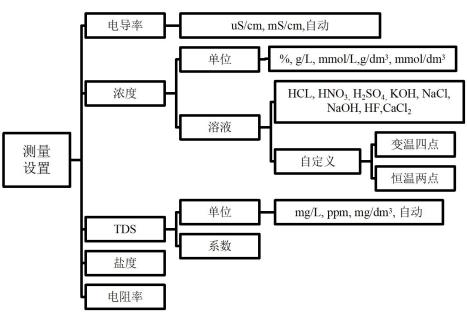 电导率
uS/cm, mS/cm,自动
单位
%, g/L, mmol/L,g/dm³, mmol/dm³
浓度
HCL, HNO₃, H₂SO₄, KOH, NaCl,
NaOH, HF,CaCl₂
溶液
变温四点
自定义
恒温两点
测量
设置
单位
mg/L, ppm, mg/dm³, 自动
TDS
系数
盐度
电阻率